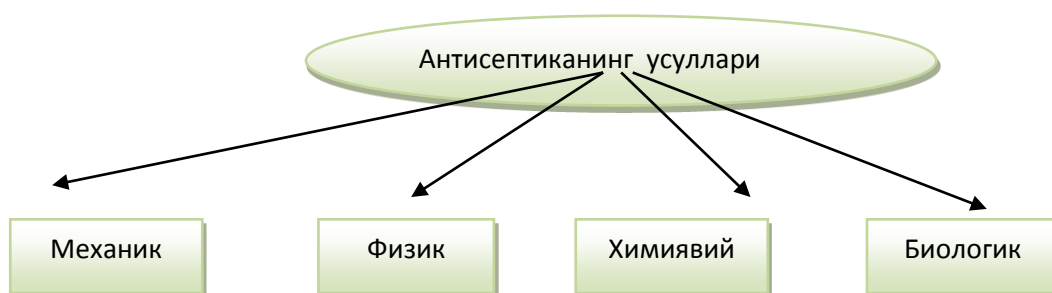 Антисептиканинг усуллари
Механик
Физик
Химиявий
Биологик